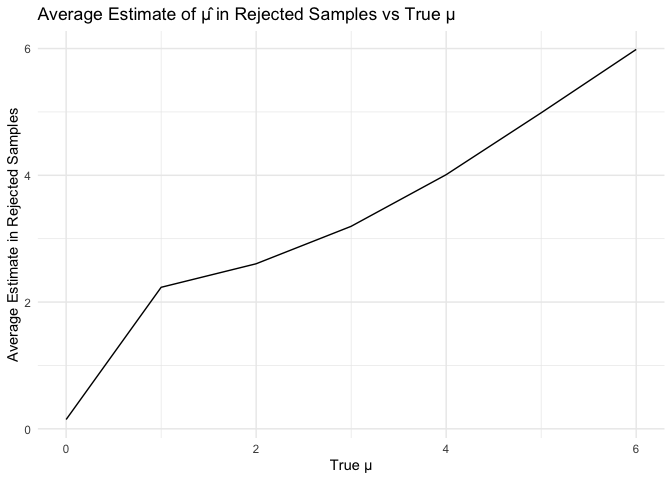 Average Estimate of μ̂ in Rejected Samples vs True μ
Average Estimate in Rejected Samples
6
4
2
0
0 2 4 6
True μ